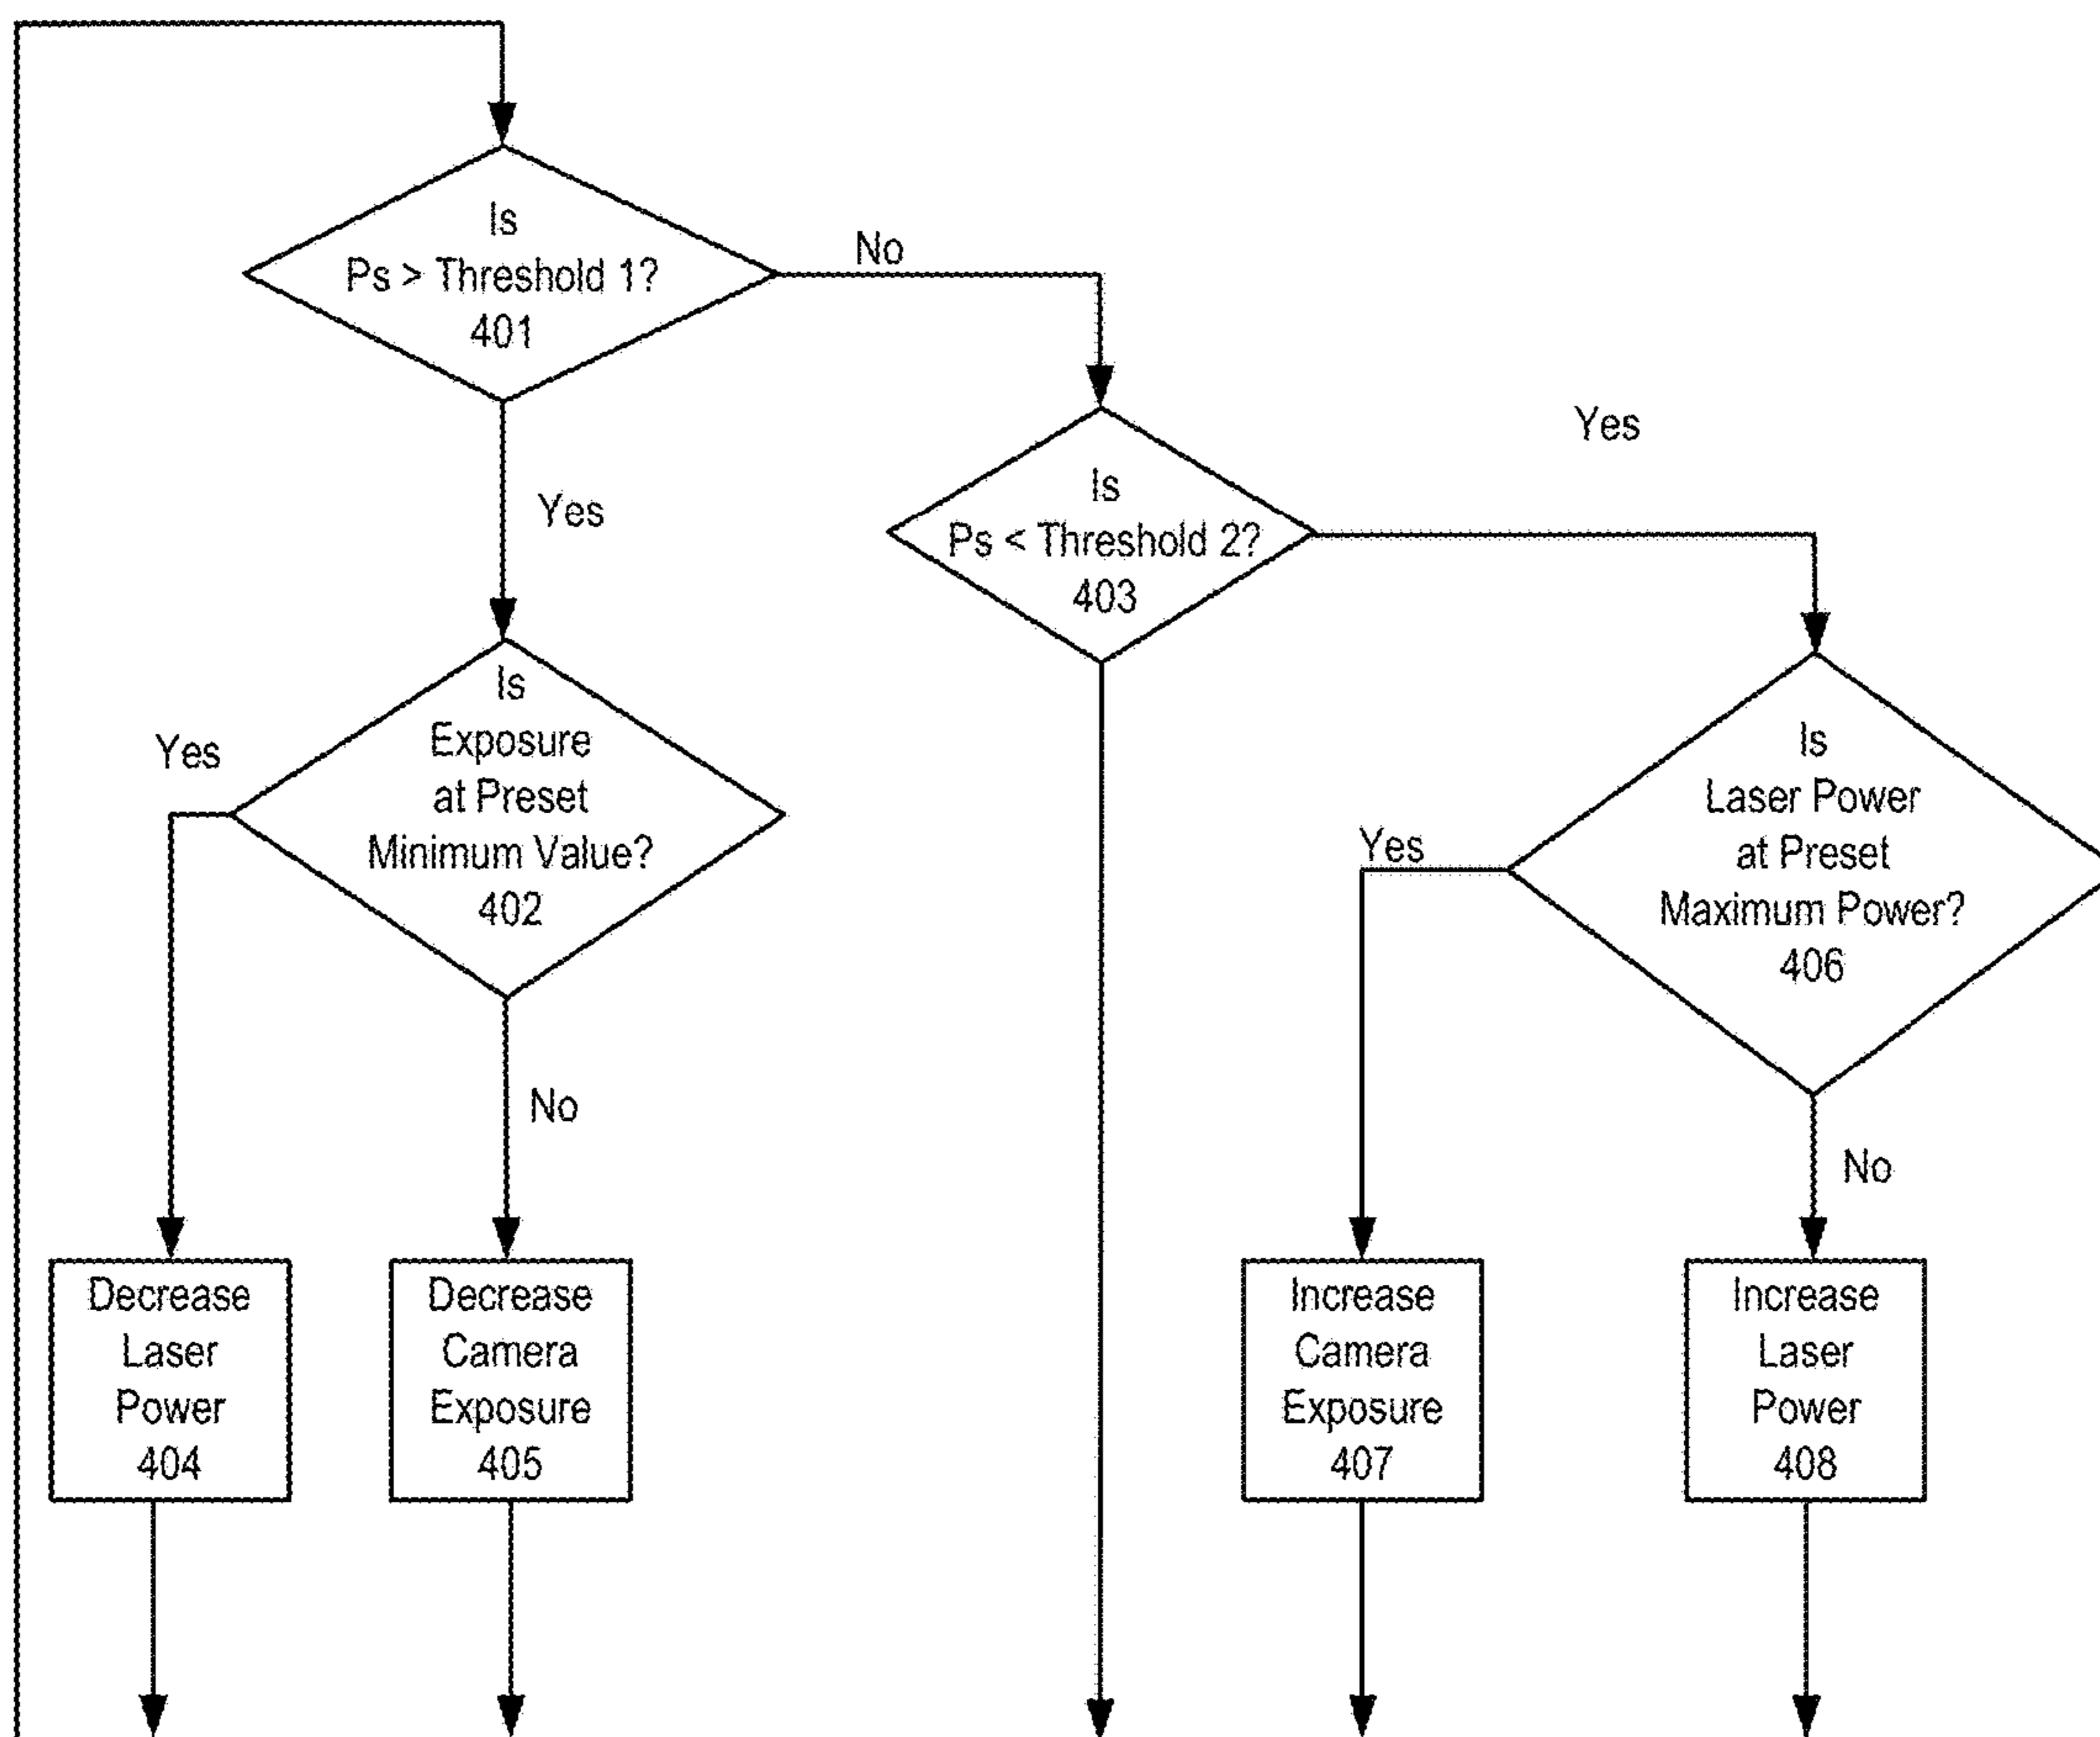 Is
Ps > Threshold 1?
401
No
Yes
Is
Ps < Threshold 2?
403
Yes
Is
Exposure
at Preset
Minimum Value?
402
Yes
No
Is
Laser Power
at Preset
Maximum Power?
406
Yes
No
Decrease
Laser
Power
404
Decrease
Camera
Exposure
405
Increase
Camera
Exposure
407
Increase
Laser
Power
408